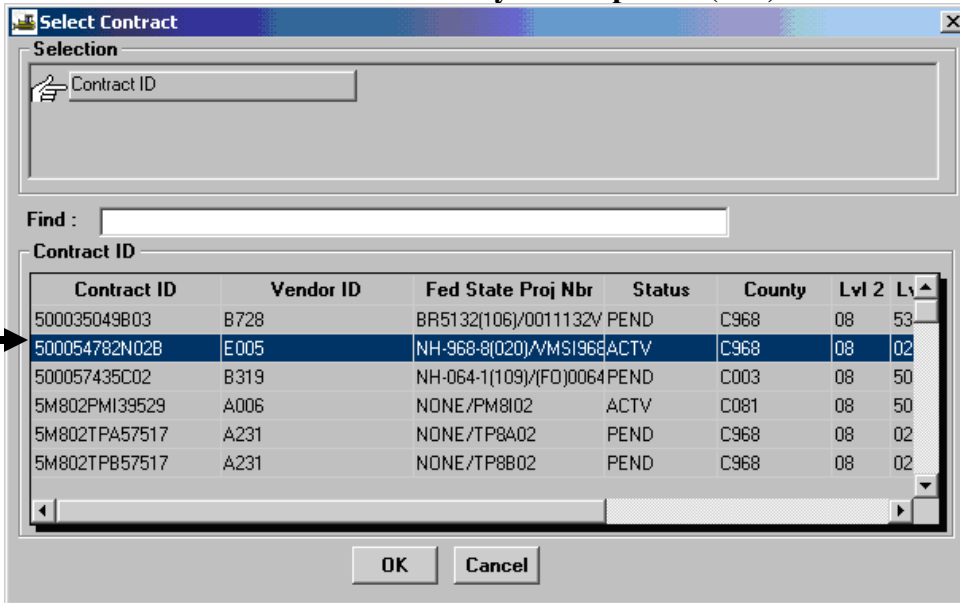 Select Contract
Selection
Contract ID
Find :
Contract ID
Contract ID Vendor ID Fed State Proj Nbr Status County Lvl 2
500035049B03 B728 BR5132(106)/0011132V PEND C968 08 53-
500054782N02B E005 NH-968-8(020)/VMSI968 ACTV C968 08 02
500057435C02 B319 NH-064-1(109)/(FO)0064 PEND C003 08 50
5M802PMI39529 A006 NONE/PM8I02 ACTV C081 08 50
5M802TPA57517 A231 NONE/TP8A02 PEND C968 08 02
5M802TPB57517 A231 NONE/TP8B02 PEND C968 08 02
OK Cancel